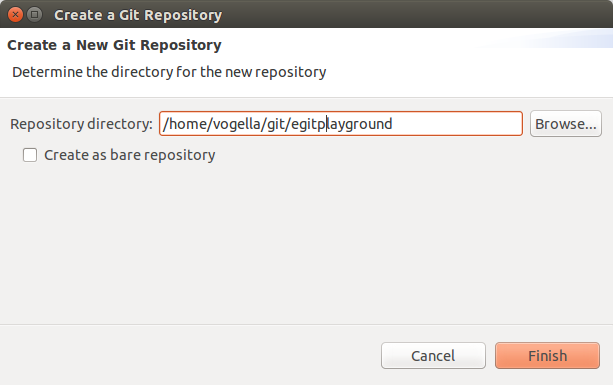 Create a Git Repository
Create a New Git Repository
Determine the directory for the new repository
Repository directory: /home/vogella/git/egitplayground Browse...
Create as bare repository
Cancel Finish